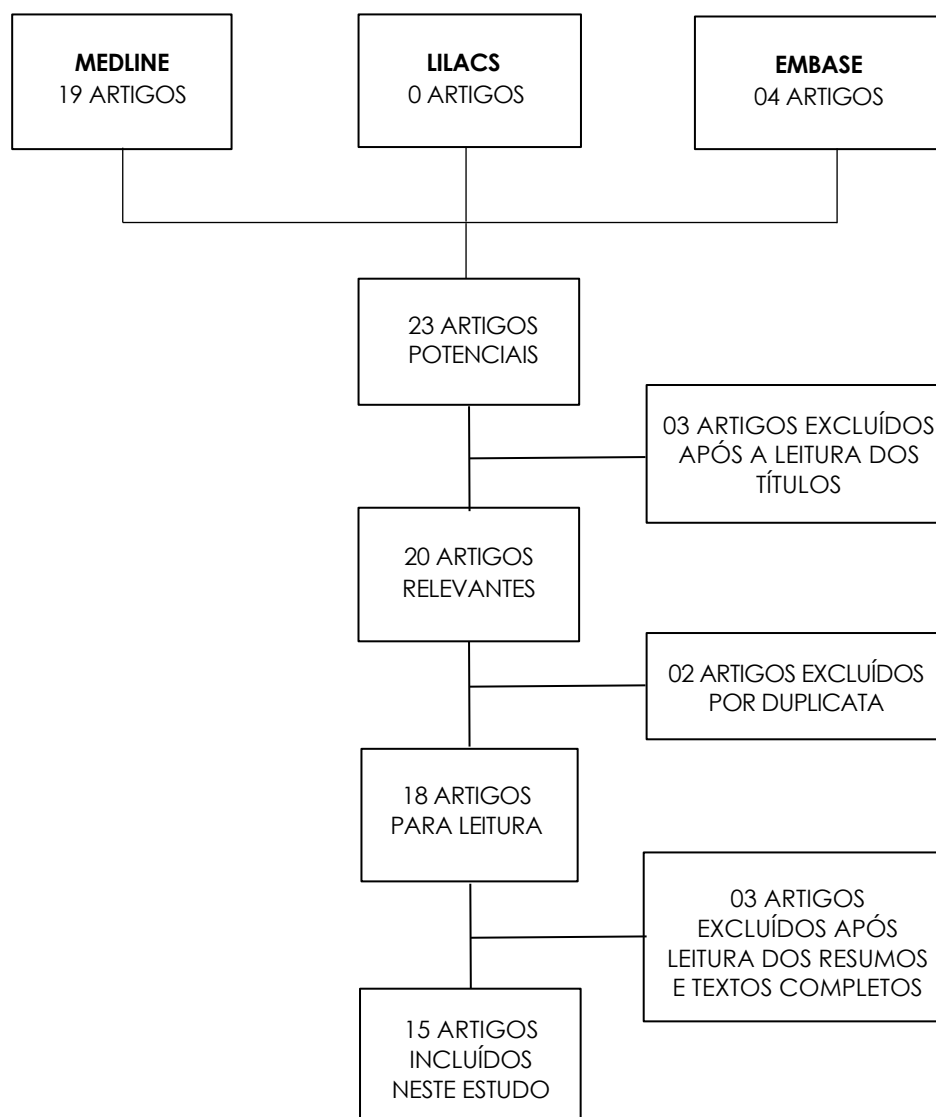 MEDLINE
19 ARTIGOS
LILACS
0 ARTIGOS
EMBASE
04 ARTIGOS
23 ARTIGOS
POTENCIAIS
03 ARTIGOS EXCLUÍDOS
APÓS A LEITURA DOS
TÍTULOS
20 ARTIGOS
RELEVANTES
02 ARTIGOS EXCLUÍDOS
POR DUPLICATA
18 ARTIGOS
PARA LEITURA
03 ARTIGOS
EXCLUÍDOS APÓS
LEITURA DOS RESUMOS
E TEXTOS COMPLETOS
15 ARTIGOS
INCLUÍDOS
NESTE ESTUDO